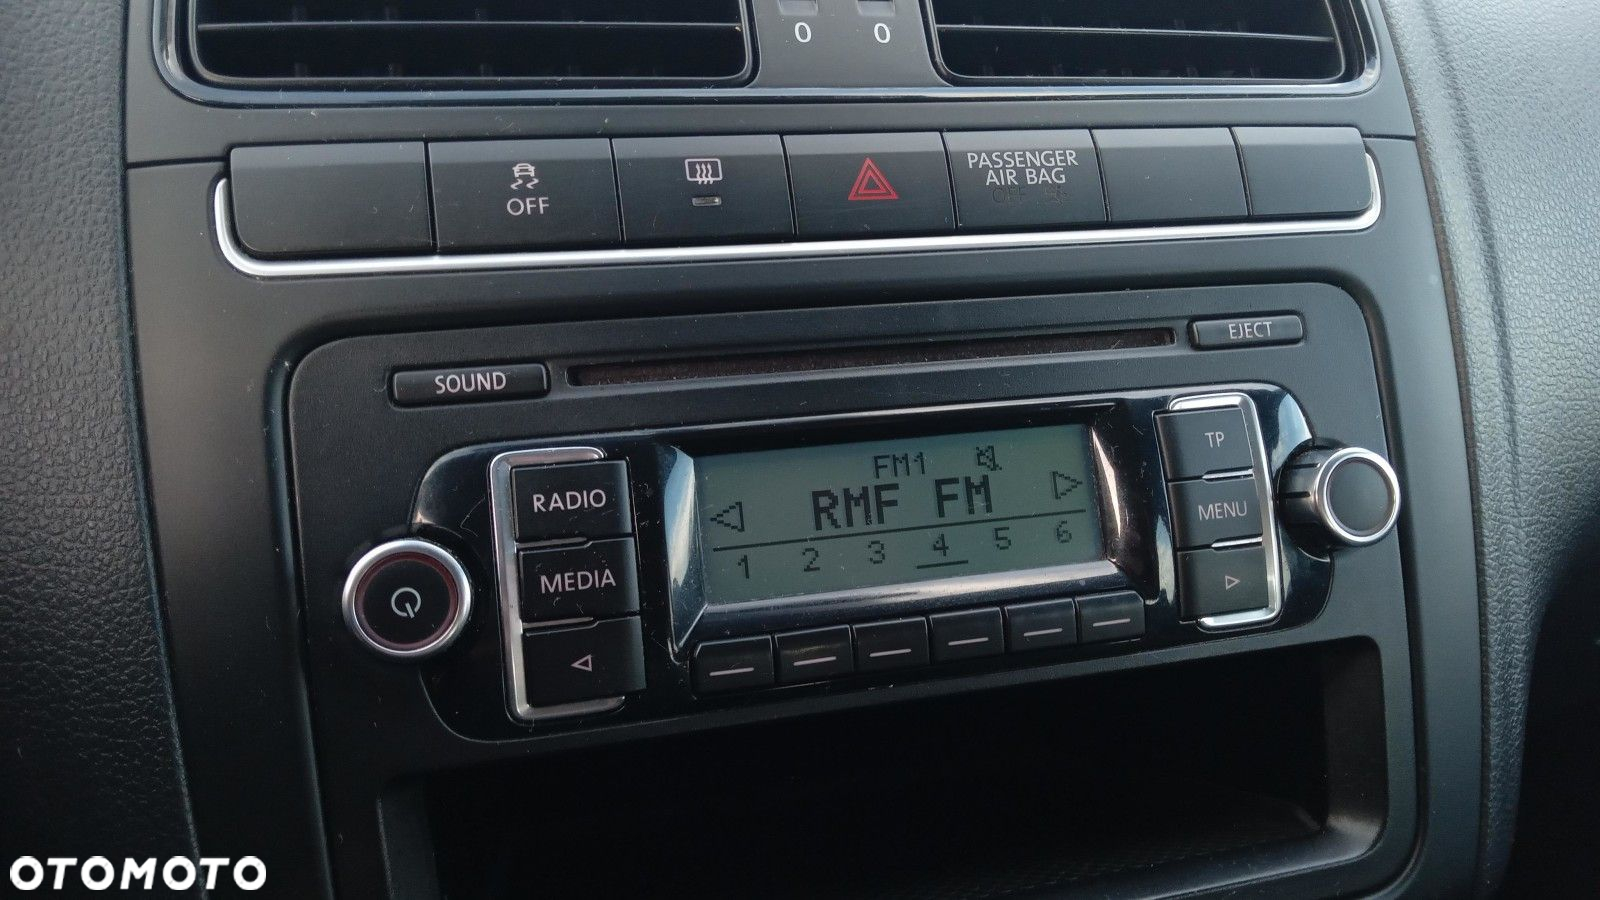 0 0
OFF
PASSENGER
AIR BAG
OFF
EJECT
SOUND
TP
FM1
RADIO
RMF FM
MENU
1 2 3 4 5 6
MEDIA
OTOMOTO